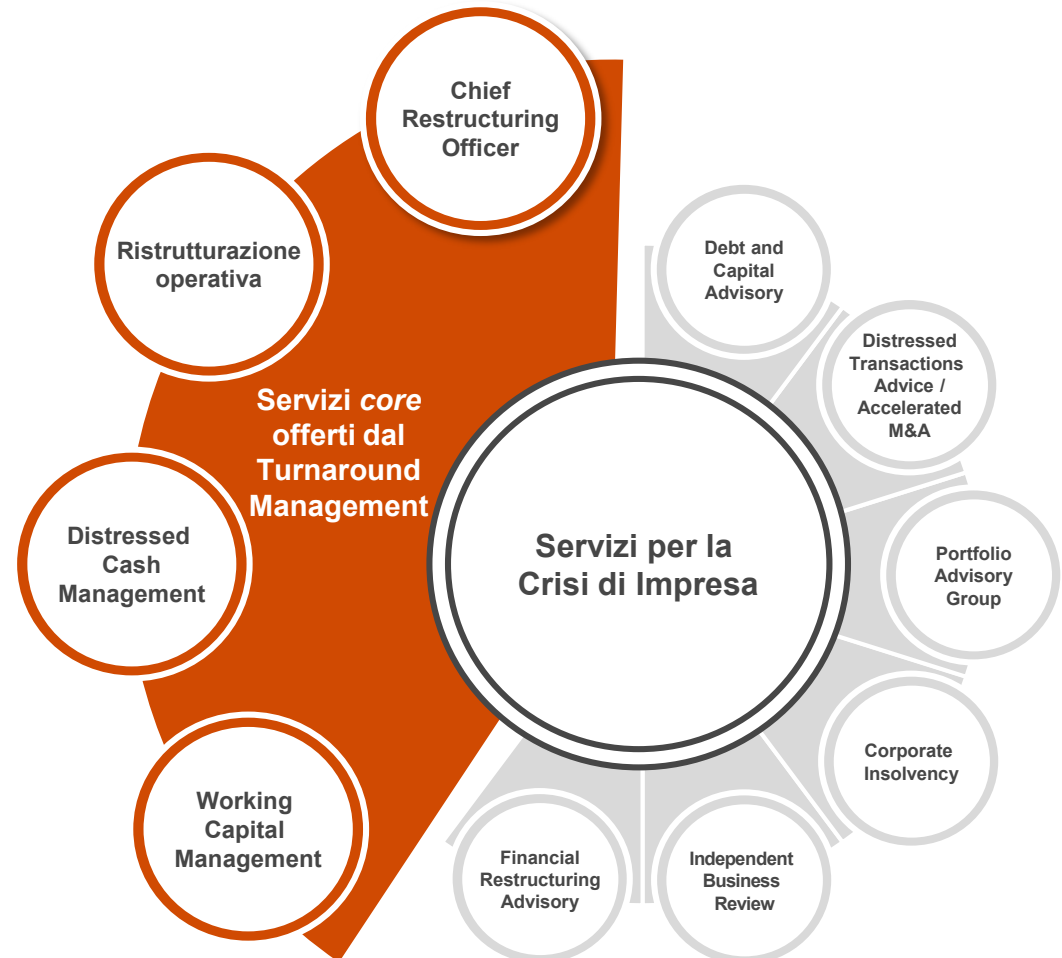 Chief
Restructuring
Officer
Ristrutturazione
operativa
Servizi core
offerti dal
Turnaround
Management
Distressed
Cash
Management
Working
Capital
Management
Servizi per la
Crisi di Impresa
Debt and
Capital
Advisory
Distressed
Transactions
Advice /
Accelerated
M&A
Portfolio
Advisory
Group
Corporate
Insolvency
Independent
Business
Review
Financial
Restructuring
Advisory